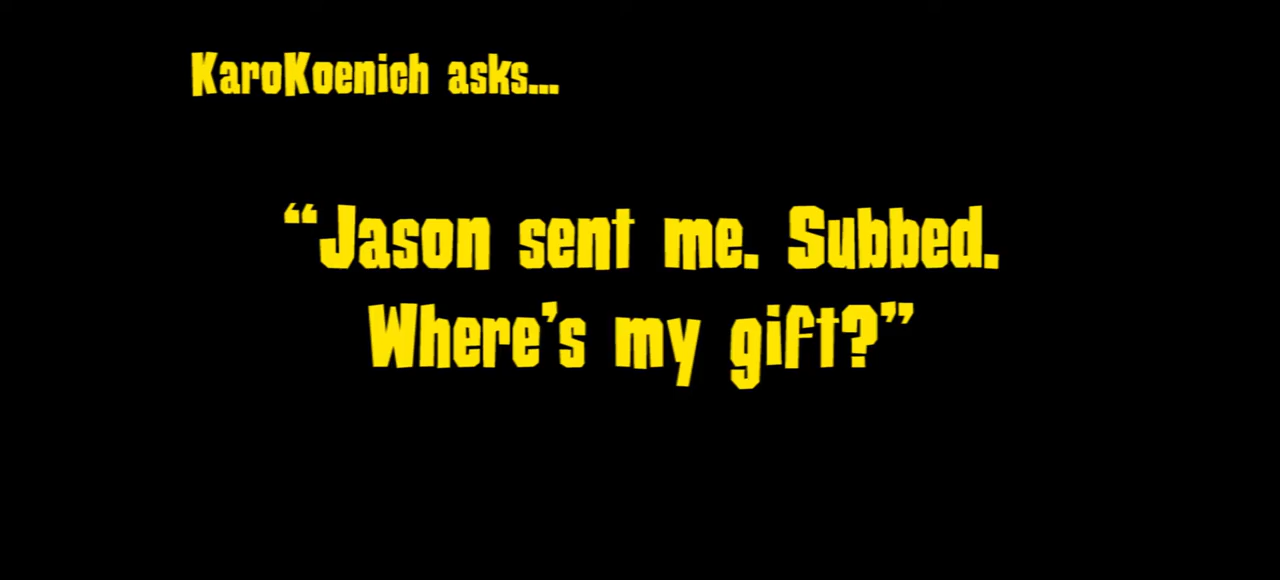 KaroKoenich asks...
“Jason sent me. Subbed.
Where’s my gift?”